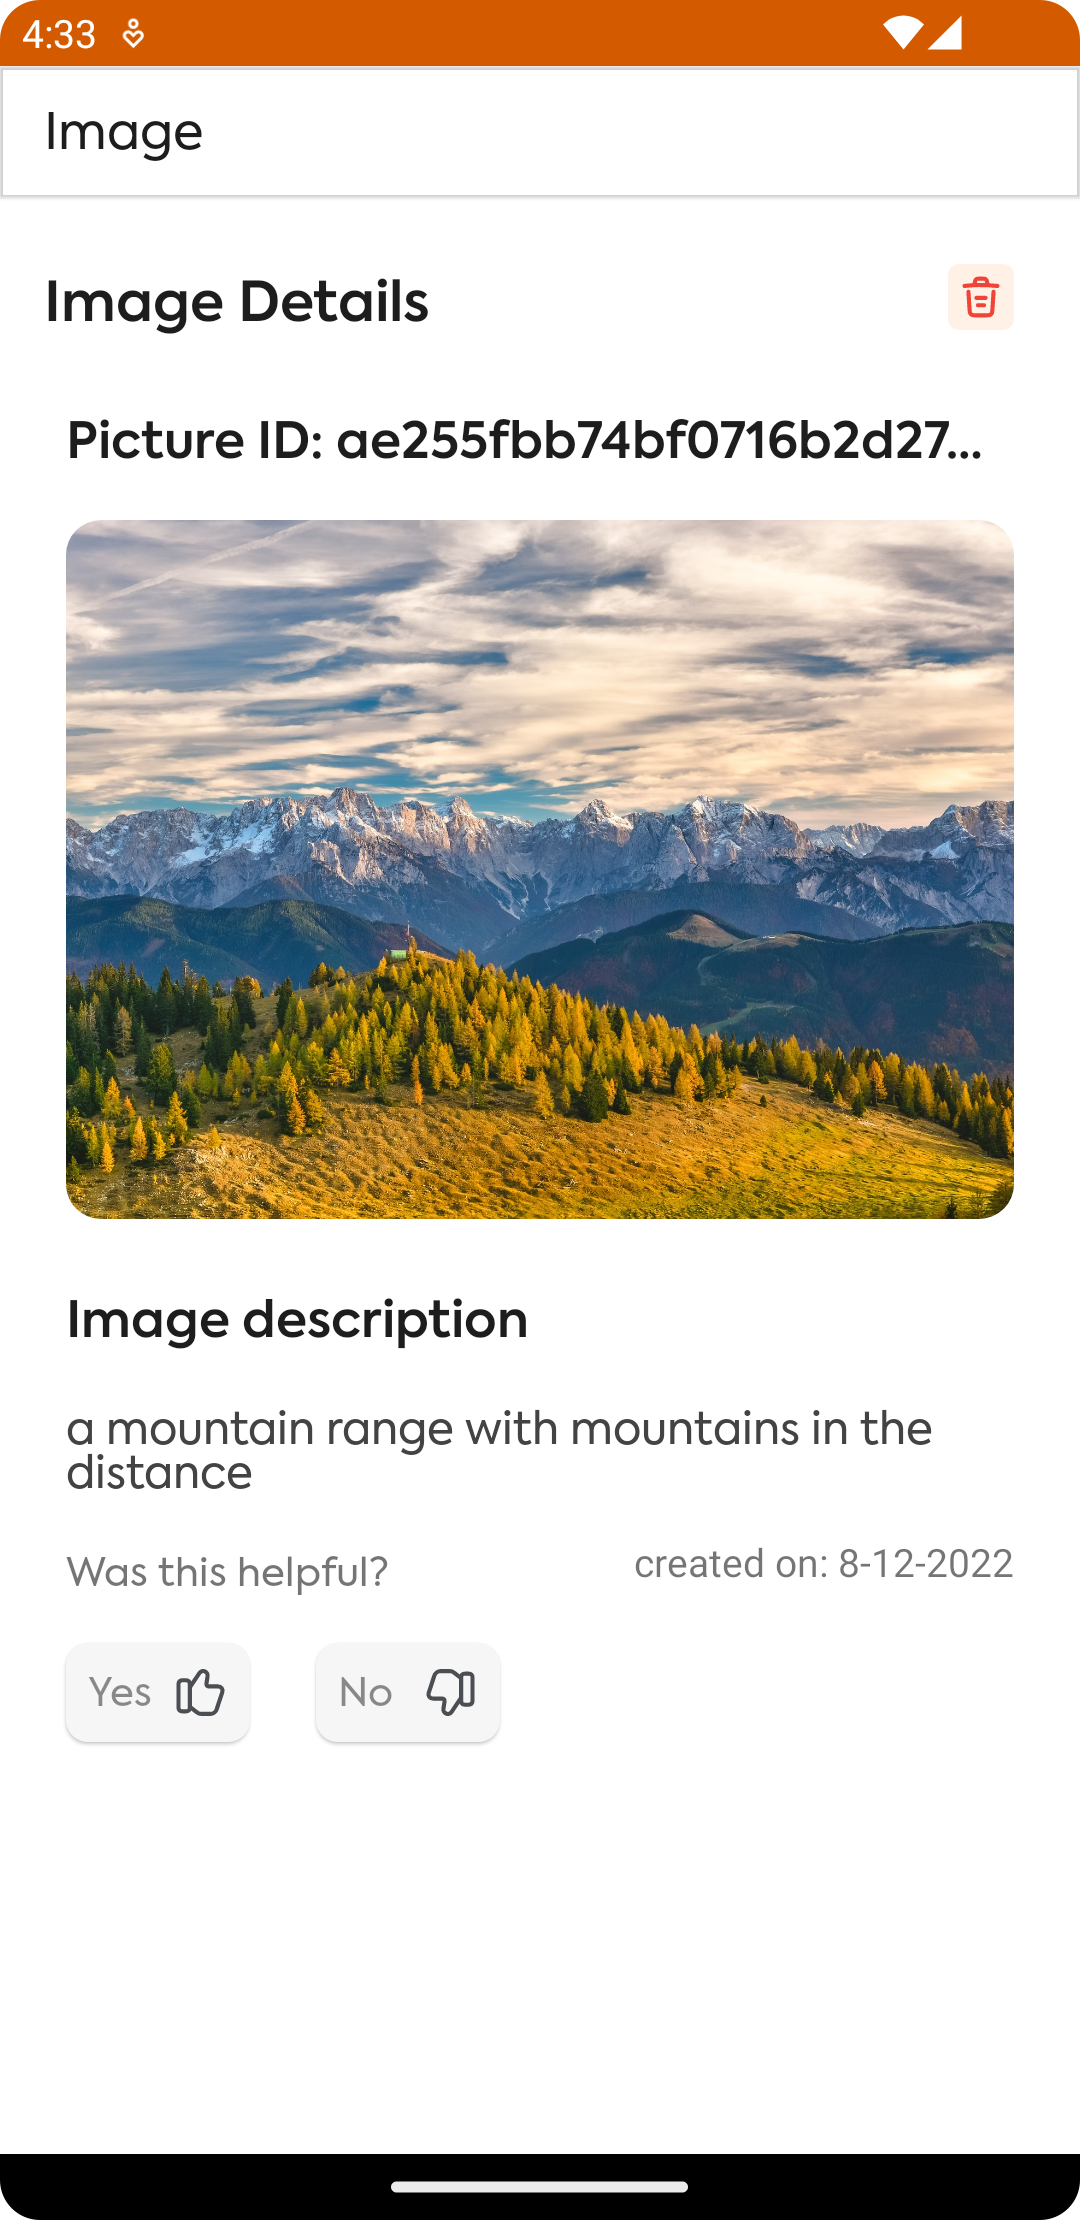 4:33
Image
Image Details
Picture ID: ae255fbb74bf0716b2d27...
Image description
a mountain range with mountains in the
distance
Was this helpful?
created on: 8-12-2022
Yes
No